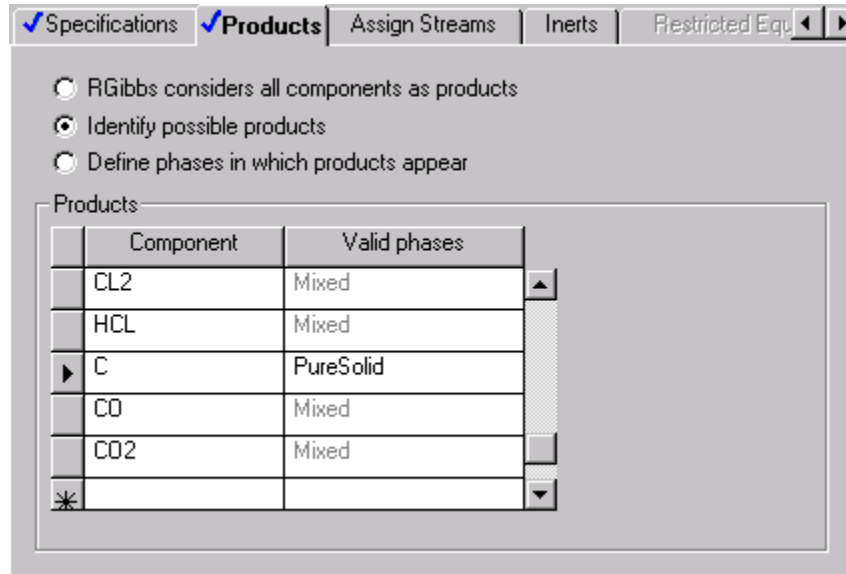 Specifications Products Assign Streams Inerts Restricted Equ
RGibbs considers all components as products
Identify possible products
Define phases in which products appear
Products
Component Valid phases
CL2 Mixed
HCL Mixed
C PureSolid
CO Mixed
CO2 Mixed